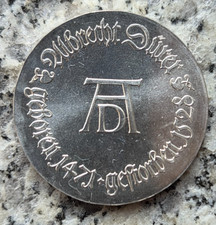 Albrecht Dürer
geboren 1471 · gestorben 1528
AD